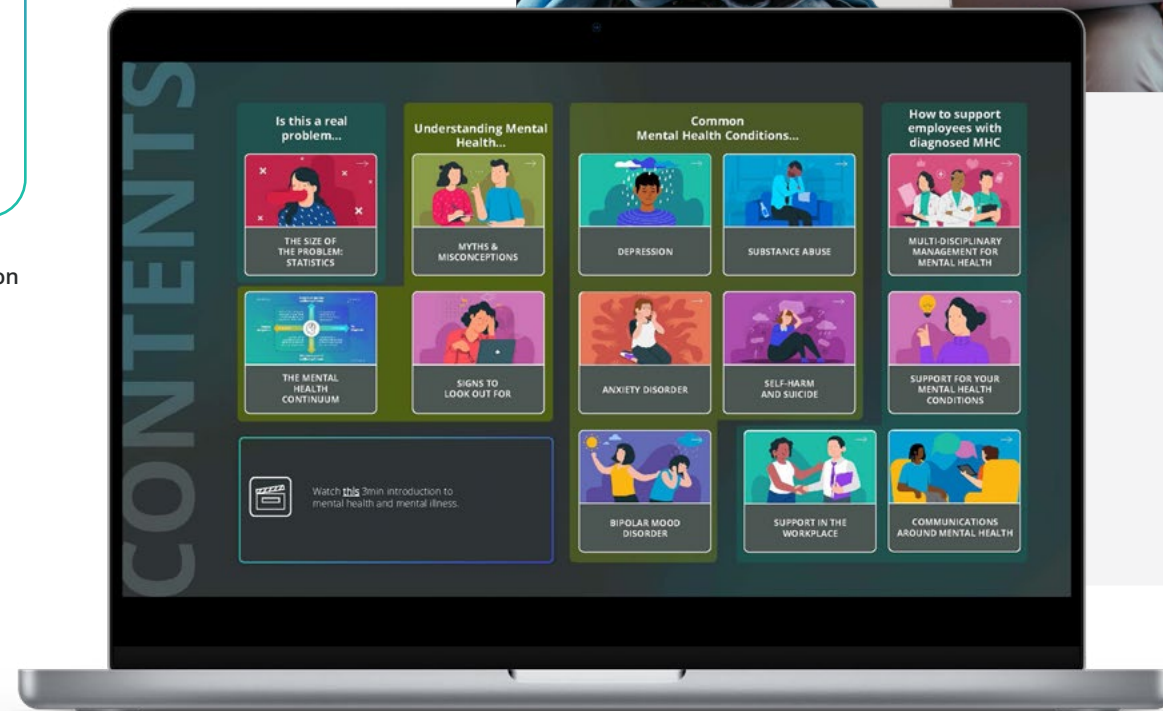 on
CONTENTS
Is this a real
problem...
THE SIZE OF
THE PROBLEM:
STATISTICS
Understanding Mental
Health...
MYTHS &
MISCONCEPTIONS
THE MENTAL
HEALTH
CONTINUUM
SIGNS TO
LOOK OUT FOR
Common
Mental Health Conditions...
DEPRESSION
SUBSTANCE ABUSE
ANXIETY DISORDER
SELF-HARM
AND SUICIDE
BIPOLAR MOOD
DISORDER
How to support
employees with
diagnosed MHC
MULTI-DISCIPLINARY
MANAGEMENT FOR
MENTAL HEALTH
SUPPORT FOR YOUR
MENTAL HEALTH
CONDITIONS
SUPPORT IN THE
WORKPLACE
COMMUNICATIONS
AROUND MENTAL HEALTH
Watch this 3min introduction to
mental health and mental illness.